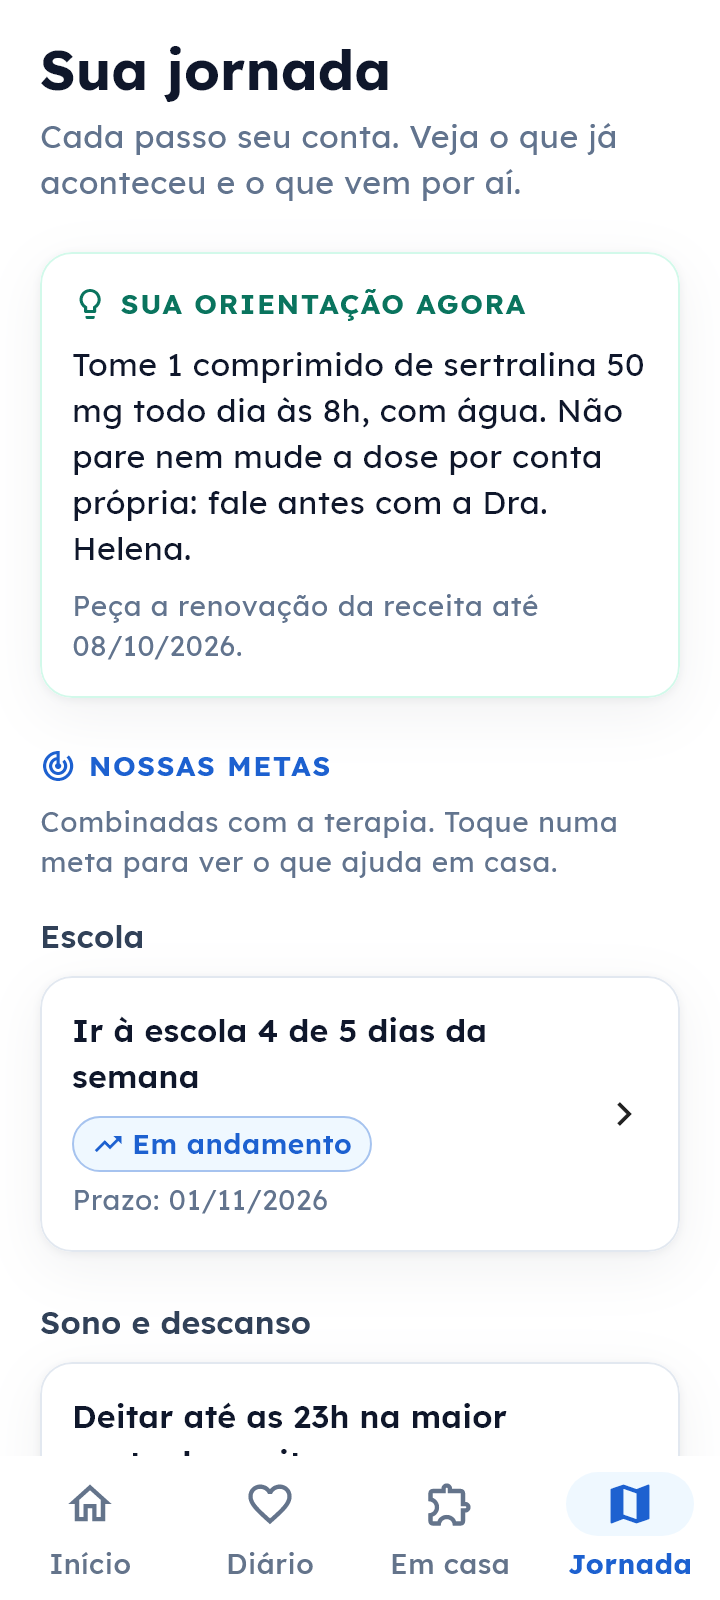 Sua jornada
Cada passo seu conta. Veja o que já
aconteceu e o que vem por aí.
SUA ORIENTAÇÃO AGORA
Tome 1 comprimido de sertralina 50
mg todo dia às 8h, com água. Não
pare nem mude a dose por conta
própria: fale antes com a Dra.
Helena.
Peça a renovação da receita até
08/10/2026.
NOSSAS METAS
Combinadas com a terapia. Toque numa
meta para ver o que ajuda em casa.
Escola
Ir à escola 4 de 5 dias da
semana
Em andamento
Prazo: 01/11/2026
Sono e descanso
Deitar até as 23h na maior
Início
Diário
Em casa
Jornada